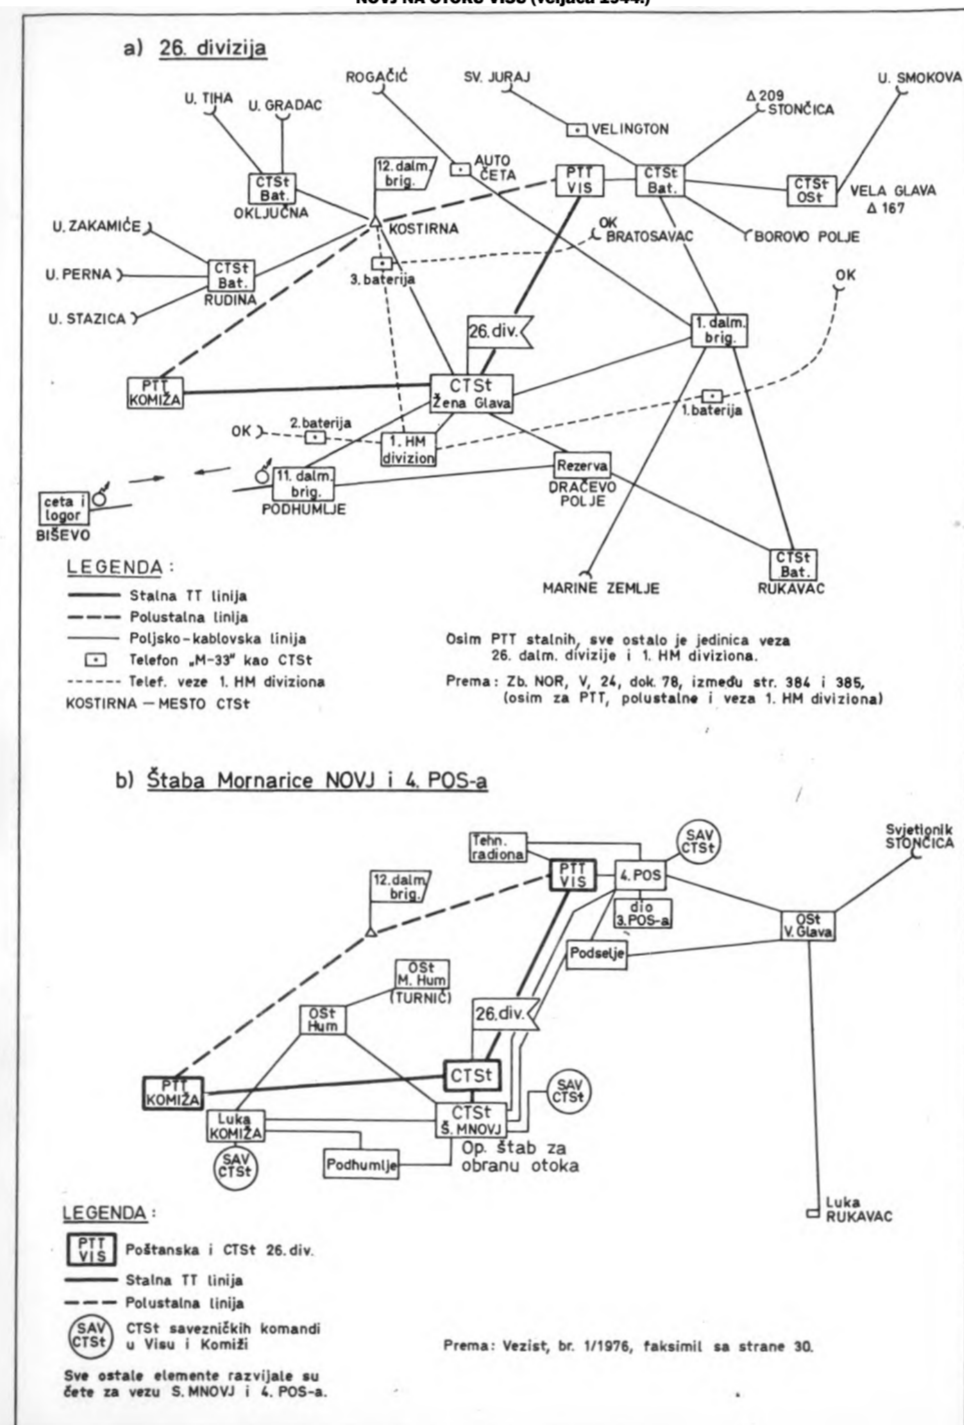 NOVJ NA OTOKU VISU (veljača 1944.)
a) 26. divizija
ROGAČIĆ
SV. JURAJ
U. SMOKOVA
U. TIHA
U. GRADAC
Δ 209
STONČICA
VELINGTON
12. dalm.
brig.
AUTO
ČETA
PTT
VIS
CTSt
Bat.
CTSt
OSt
VELA GLAVA
Δ 167
CTSt
Bat.
OKLJUČNA
KOSTIRNA
OK
BRATOSAVAC
BOROVO POLJE
U. ZAKAMIĆE
U. PERNA
U. STAZICA
CTSt
Bat.
RUDINA
3. baterija
OK
26. div.
1. dalm.
brig.
PTT
KOMIŽA
CTSt
Žena Glava
1. baterija
2. baterija
OK
1. HM
divizion
11. dalm.
brig.
PODHUMLJE
Rezerva
DRAČEVO
POLJE
ceta i
logor
BIŠEVO
CTSt
Bat.
RUKAVAC
MARINE ZEMLJE
LEGENDA :
Stalna TT linija
Polustalna linija
Poljsko-kablovska linija
Telefon „M-33" kao CTSt
Telef. veze 1. HM diviziona
KOSTIRNA — MESTO CTSt
Osim PTT stalnih, sve ostalo je jedinica veza
26. dalm. divizije i 1. HM diviziona.
Prema: Zb. NOR, V, 24, dok. 78, između str. 384 i 385,
(osim za PTT, polustalne i veza 1. HM diviziona)
b) Štaba Mornarice NOVJ i 4. POS-a
Tehn.
radiona
SAV
CTSt
Svjetionik
STONČICA
12. dalm.
brig.
PTT
VIS
4. POS
dio
3. POS-a
OSt
V. Glava
Podselje
OSt
M. Hum
(TURNIĆ)
OSt
Hum
26. div.
CTSt
PTT
KOMIŽA
SAV
CTSt
Luka
KOMIŽA
CTSt
Š. MNOVJ
Op. štab za
obranu otoka
SAV
CTSt
Podhumlje
Luka
RUKAVAC
LEGENDA :
PTT
VIS
Poštanska i CTSt 26. div.
Stalna TT linija
Polustalna linija
SAV
CTSt
CTSt savezničkih komandi
u Visu i Komiži
Prema: Vezist, br. 1/1976, faksimil sa strane 30.
Sve ostale elemente razvijale su
čete za vezu Š. MNOVJ i 4. POS-a.